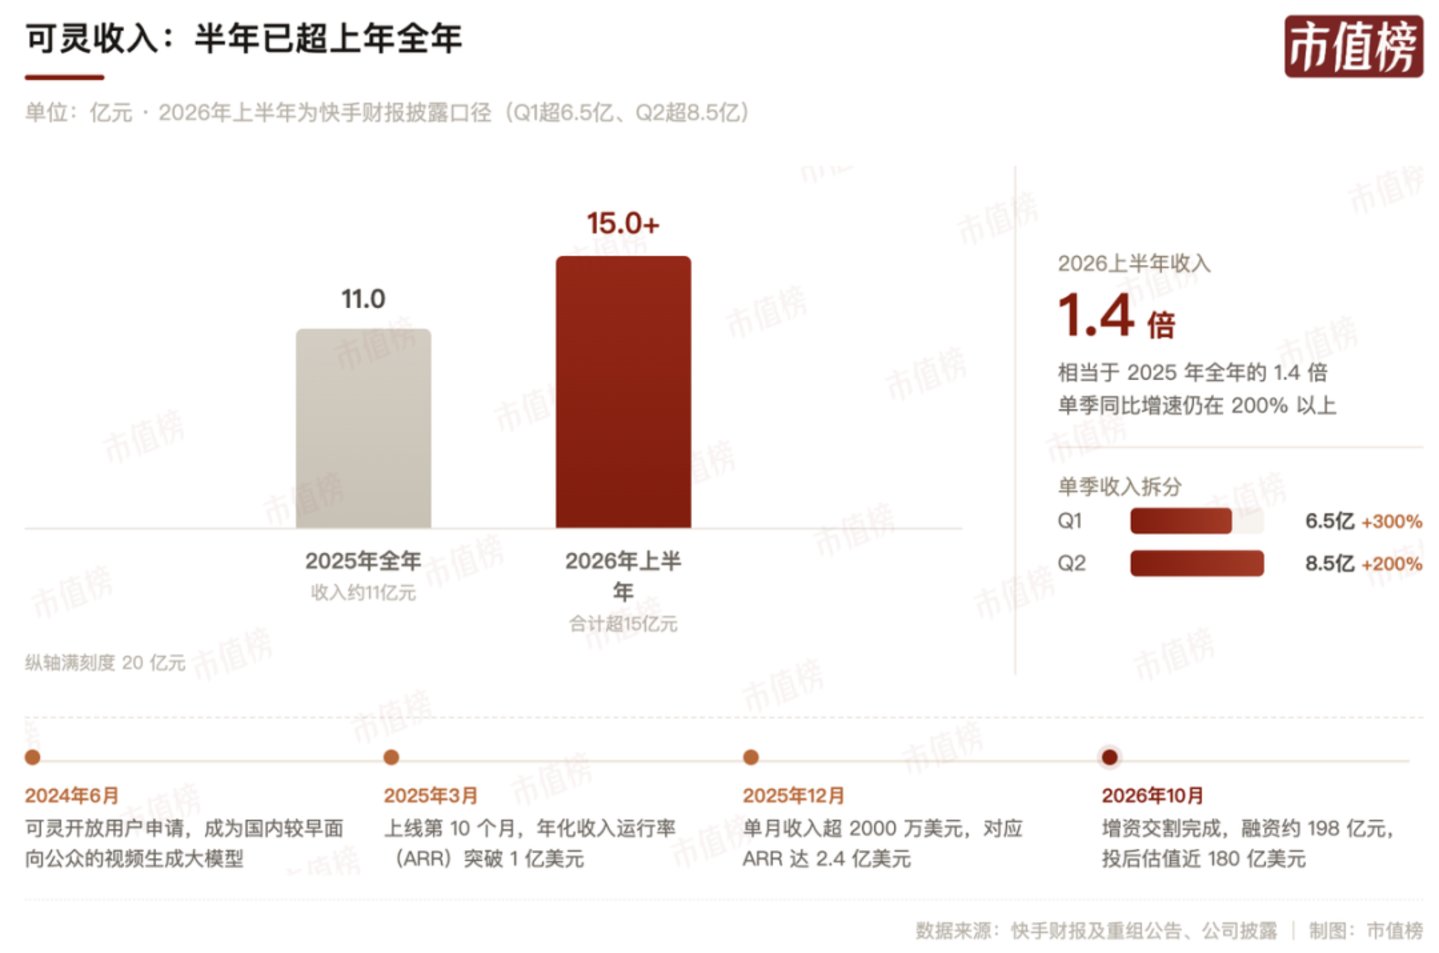 可灵收入：半年已超上年全年
市值榜
单位：亿元 · 2026年上半年为快手财报披露口径（Q1超6.5亿、Q2超8.5亿）
15.0+
11.0
2025年全年
收入约11亿元
2026年上半
年
合计超15亿元
纵轴满刻度 20 亿元
2026上半年收入
1.4 倍
相当于 2025 年全年的 1.4 倍
单季同比增速仍在 200% 以上
单季收入拆分
Q1 6.5亿 +300%
Q2 8.5亿 +200%
2024年6月
可灵开放用户申请，成为国内较早面
向公众的视频生成大模型
2025年3月
上线第 10 个月，年化收入运行率
（ARR）突破 1 亿美元
2025年12月
单月收入超 2000 万美元，对应
ARR 达 2.4 亿美元
2026年10月
增资交割完成，融资约 198 亿元，
投后估值近 180 亿美元
数据来源：快手财报及重组公告、公司披露 | 制图：市值榜